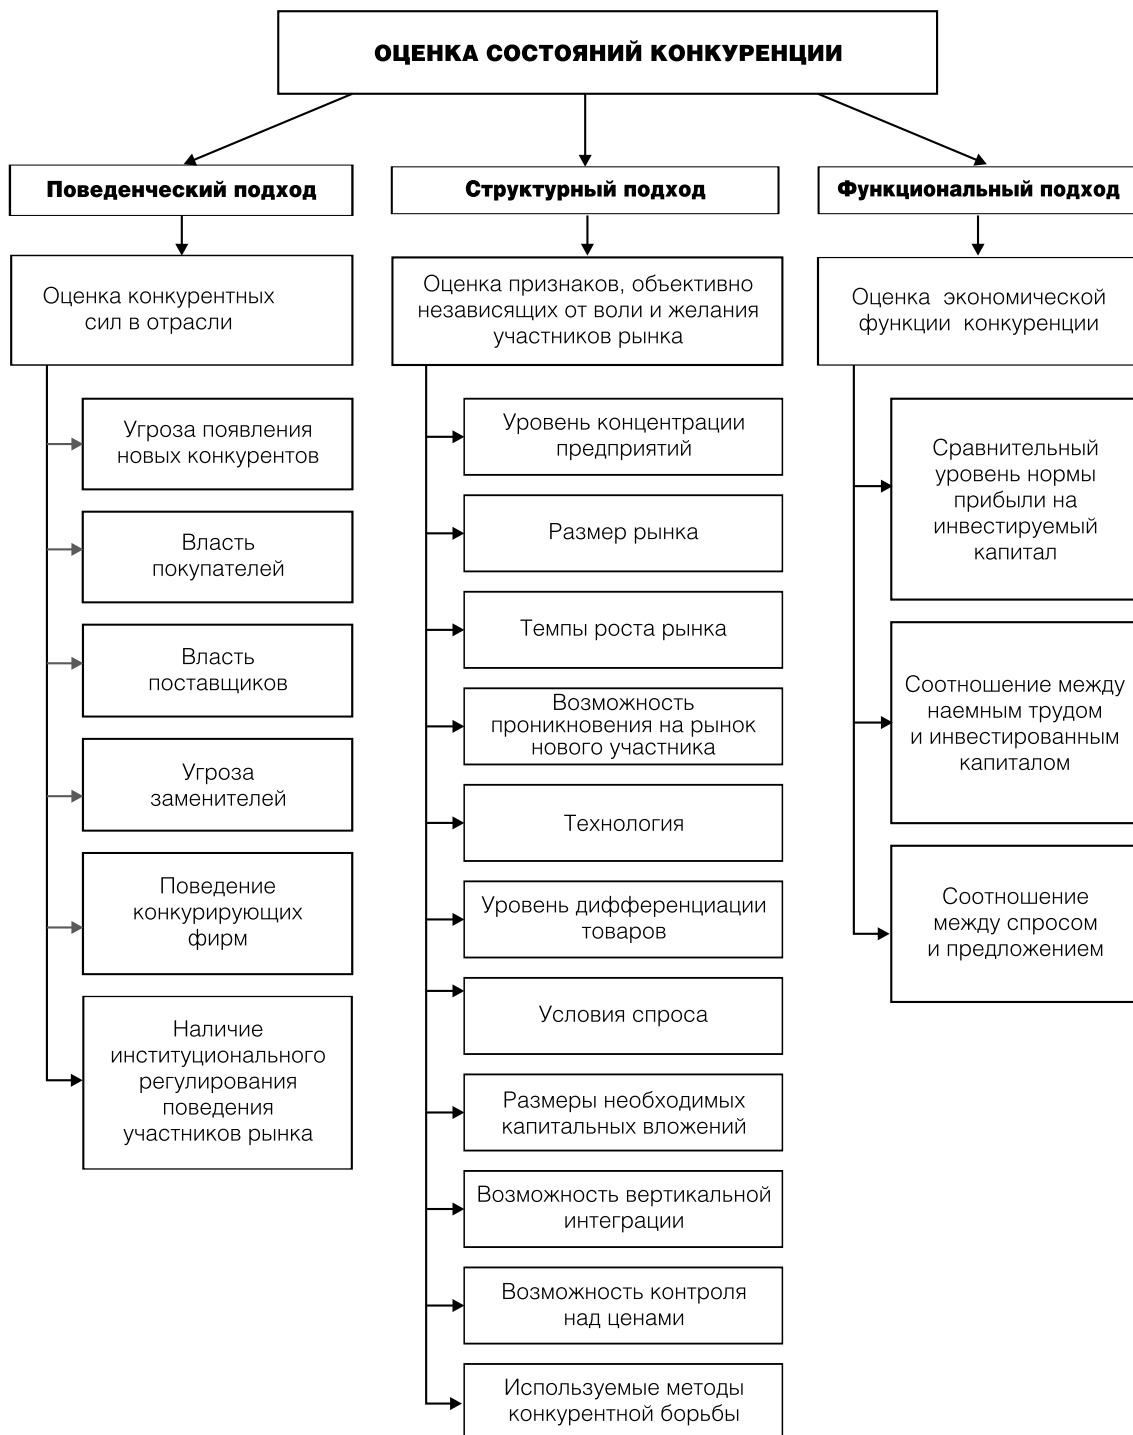 ОЦЕНКА СОСТОЯНИЙ КОНКУРЕНЦИИ
Поведенческий подход
Оценка конкурентных
сил в отрасли
Угроза появления
новых конкурентов
Власть
покупателей
Власть
поставщиков
Угроза
заменителей
Поведение
конкурирующих
фирм
Наличие
институционального
регулирования
поведения
участников рынка
Структурный подход
Оценка признаков, объективно
независящих от воли и желания
участников рынка
Уровень концентрации
предприятий
Размер рынка
Темпы роста рынка
Возможность
проникновения на рынок
нового участника
Технология
Уровень дифференциации
товаров
Условия спроса
Размеры необходимых
капитальных вложений
Возможность вертикальной
интеграции
Возможность контроля
над ценами
Используемые методы
конкурентной борьбы
Функциональный подход
Оценка экономической
функции конкуренции
Сравнительный
уровень нормы
прибыли на
инвестируемый
капитал
Соотношение между
наемным трудом
и инвестированным
капиталом
Соотношение
между спросом
и предложением